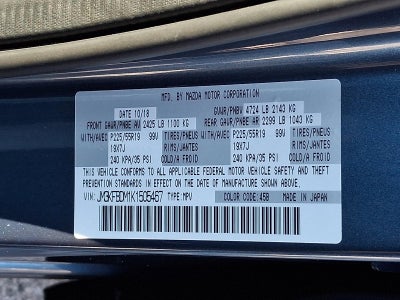 MFD. BY MAZDA MOTOR CORPORATION
DATE 10/18 GVWR/PNBV 4724 LB 2143 KG
FRONT GAWR/PNBE AV 2425 LB 1100 KG REAR GAWR/PNBE AR 2399 LB 1043 KG
WITH/AVEC P225/55R19 99V TIRES/PNEUS WITH/AVEC P225/55R19 99V TIRES/PNEUS
19X7J RIMS/JANTES 19X7J RIMS/JANTES
240 KPA/35 PSI COLD/A FROID 240 KPA/35 PSI COLD/A FROID
THIS VEHICLE CONFORMS TO ALL APPLICABLE FEDERAL MOTOR VEHICLE SAFETY AND THEFT
PREVENTION STANDARDS IN EFFECT ON THE DATE OF MANUFACTURE SHOWN ABOVE.
VIN: JM3KFBDM1K1505457 TYPE:MPV COLOR CODE:45B MADE IN JAPAN